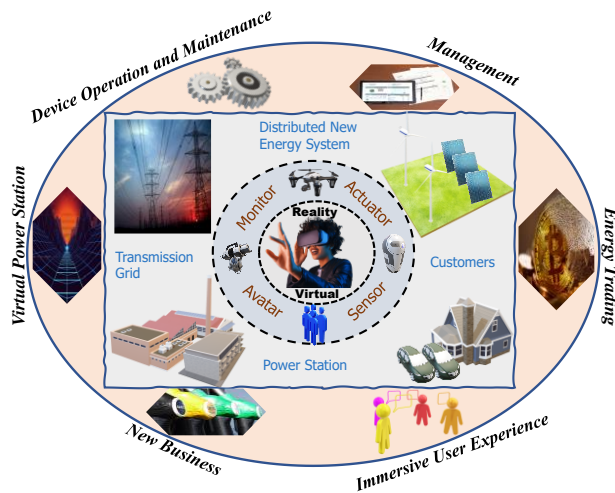 Device Operation and Maintenance
Management
Virtual Power Station
Energy Trading
New Business
Immersive User Experience
Distributed New
Energy System
Transmission
Grid
Customers
Power Station
Monitor
Actuator
Avatar
Sensor
Reality
Virtual